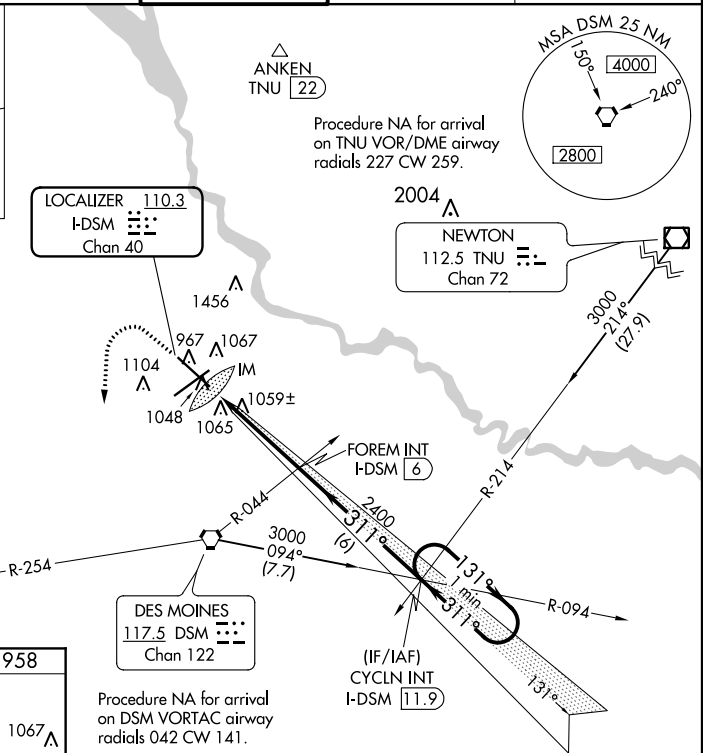 MSA DSM 25 NM
150°
4000
240°
2800
ANKEN
TNU 22
Procedure NA for arrival
on TNU VOR/DME airway
radials 227 CW 259.
LOCALIZER 110.3
I-DSM
Chan 40
2004
NEWTON
112.5 TNU
Chan 72
3000
214°
(27.9)
1456
967
1067
1104
IM
1048
1065
1059±
FOREM INT
I-DSM 6
R-214
R-044
2400
311°
(6)
R-254
3000
094°
(7.7)
131°
1 min
311°
R-094
DES MOINES
117.5 DSM
Chan 122
(IF/IAF)
CYCLN INT
I-DSM 11.9
131°
958
1067
Procedure NA for arrival
on DSM VORTAC airway
radials 042 CW 141.